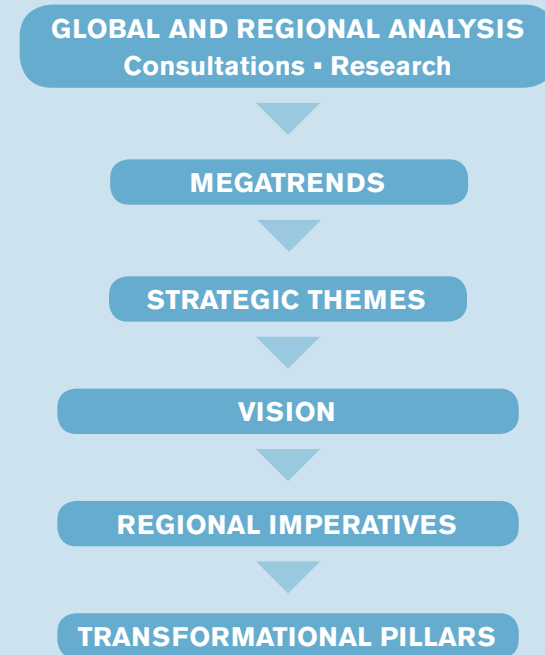 GLOBAL AND REGIONAL ANALYSIS
Consultations ▪ Research
MEGATRENDS
STRATEGIC THEMES
VISION
REGIONAL IMPERATIVES
TRANSFORMATIONAL PILLARS